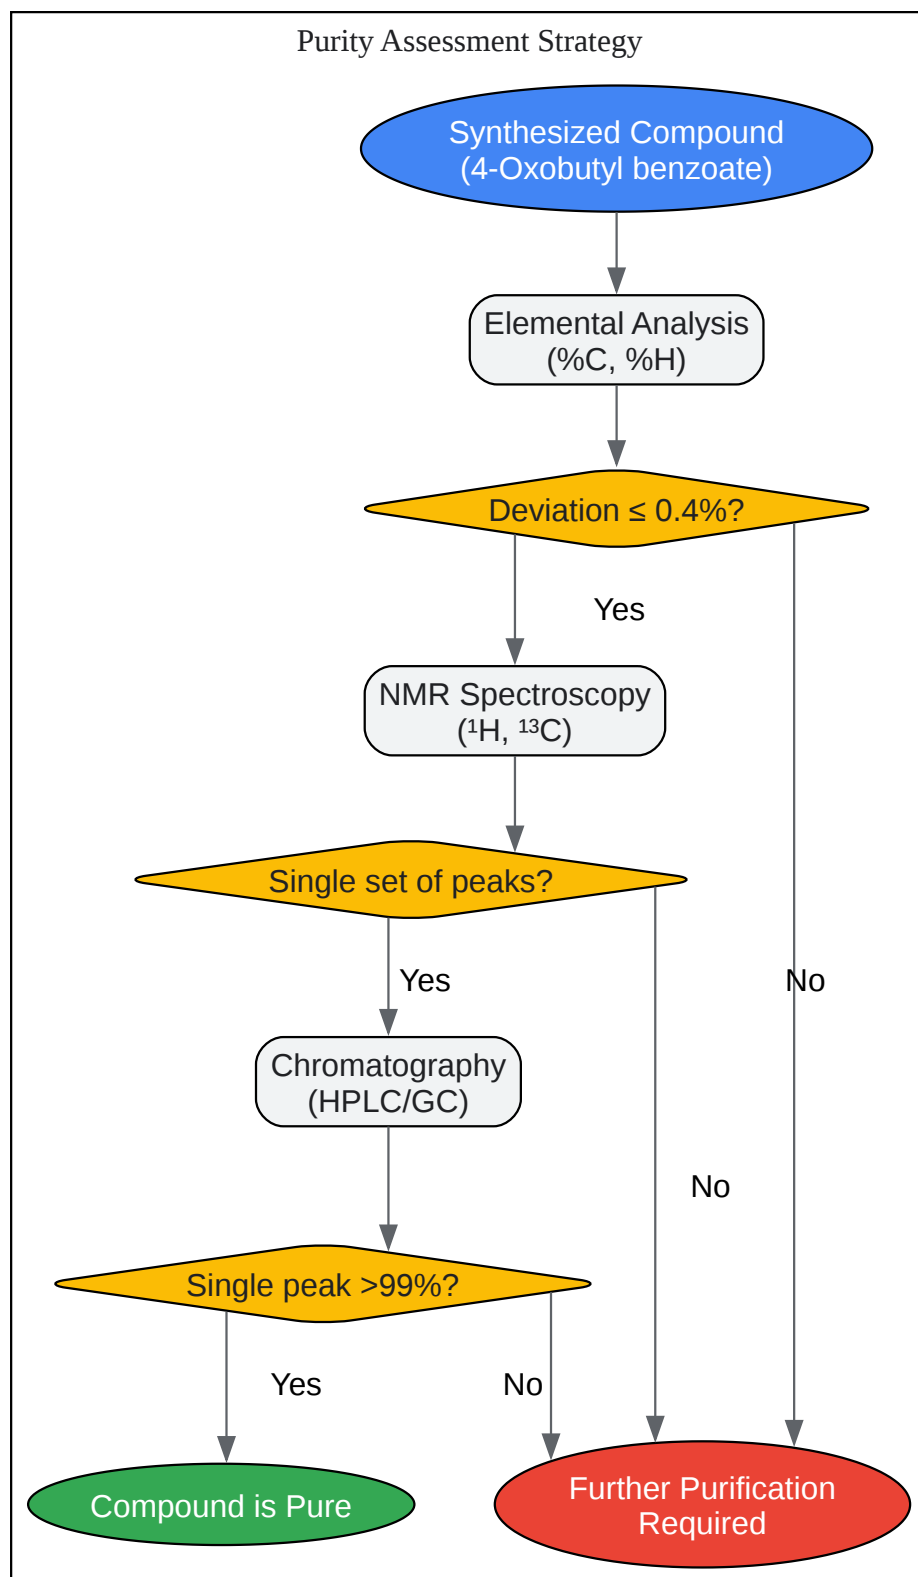 Purity Assessment Strategy
Synthesized Compound
(4-Oxobutyl benzoate)
Elemental Analysis
(%C, %H)
Deviation ≤ 0.4%?
Yes
NMR Spectroscopy
(¹H, ¹³C)
Single set of peaks?
Yes
No
Chromatography
(HPLC/GC)
No
Single peak >99%?
Yes
No
Compound is Pure
Further Purification
Required